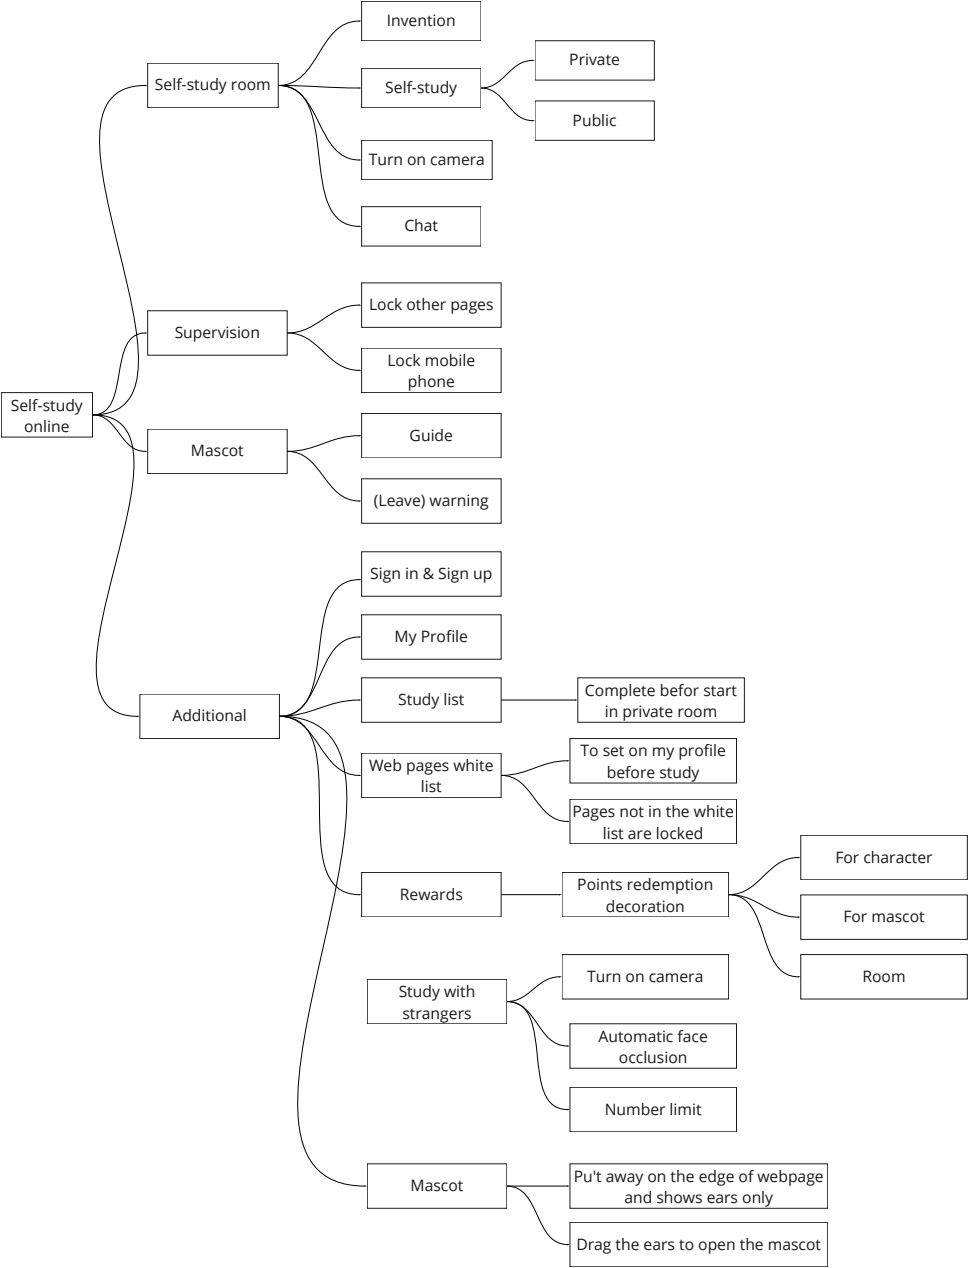 Invention
Self-study room
Self-study
Private
Public
Turn on camera
Chat
Supervision
Lock other pages
Lock mobile
phone
Self-study
online
Mascot
Guide
(Leave) warning
Additional
Sign in & Sign up
My Profile
Study list
Complete befor start
in private room
Web pages white
list
To set on my profile
before study
Pages not in the white
list are locked
Rewards
Points redemption
decoration
For character
For mascot
Room
Study with
strangers
Turn on camera
Automatic face
occlusion
Number limit
Mascot
Pu't away on the edge of webpage
and shows ears only
Drag the ears to open the mascot